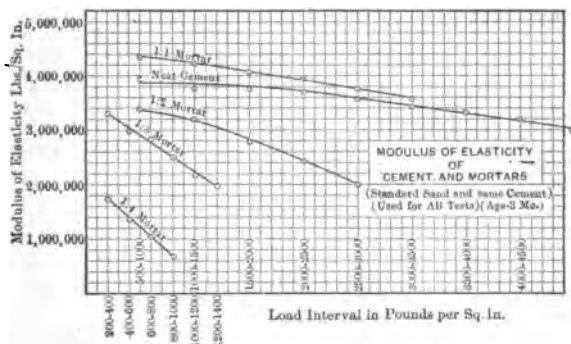 5,000,000
4,000,000
3,000,000
2,000,000
1,000,000
Modulus of Elasticity Lbs./Sq. In.
1:1 Mortar
Neat Cement
1:2 Mortar
1:3 Mortar
1:4 Mortar
MODULUS OF ELASTICITY
OF
CEMENT AND MORTARS
(Standard Sand and same Cement)
(Used for All Tests)(Age-3 Mo.)
500-1000
1000-1500
1500-2000
2000-2500
2500-3000
3000-3500
3500-4000
4000-4500
200-400
400-600
600-800
800-1000
1000-1200
1200-1400
Load Interval in Pounds per Sq. In.